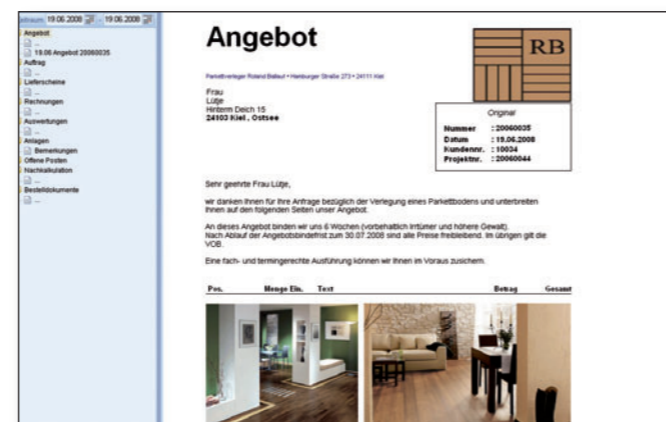 Zeitraum 19.06.2008 - 19.06.2008
Angebot
...
19.06 Angebot 20060035
Auftrag
...
Lieferscheine
...
Rechnungen
...
Auswertungen
...
Anlagen
Bemerkungen
Offene Posten
Nachkalkulation
Bestelldokumente
...
Angebot
RB
Parkettverleger Roland Ballauf • Hamburger Straße 273 • 24111 Kiel
Frau
Lütje
Hinterm Deich 15
24103 Kiel , Ostsee
Original
Nummer : 20060035
Datum : 19.06.2008
Kundennr. : 10034
Projektnr. : 20060044
Sehr geehrte Frau Lütje,
wir danken Ihnen für Ihre Anfrage bezüglich der Verlegung eines Parkettbodens und unterbreiten
Ihnen auf den folgenden Seiten unser Angebot.
An dieses Angebot binden wir uns 6 Wochen (vorbehaltlich Irrtümer und höhere Gewalt).
Nach Ablauf der Angebotsbindefrist zum 30.07.2008 sind alle Preise freibleibend. Im übrigen gilt die
VOB.
Eine fach- und termingerechte Ausführung können wir Ihnen im Voraus zusichern.
Pos. Menge Ein. Text Betrag Gesamt